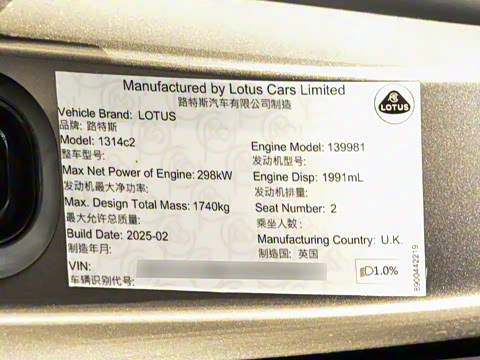 Manufactured by Lotus Cars Limited
路特斯汽车有限公司制造
LOTUS
Vehicle Brand: LOTUS
品牌: 路特斯
Model: 1314c2
整车型号:
Engine Model: 139981
发动机型号:
Max Net Power of Engine: 298kW
发动机最大净功率:
Engine Disp: 1991mL
发动机排量:
Max. Design Total Mass: 1740kg
最大允许总质量:
Seat Number: 2
乘坐人数:
Build Date: 2025-02
制造年月:
Manufacturing Country: U.K.
制造国: 英国
VIN:
车辆识别代号:
1.0%
8900442219